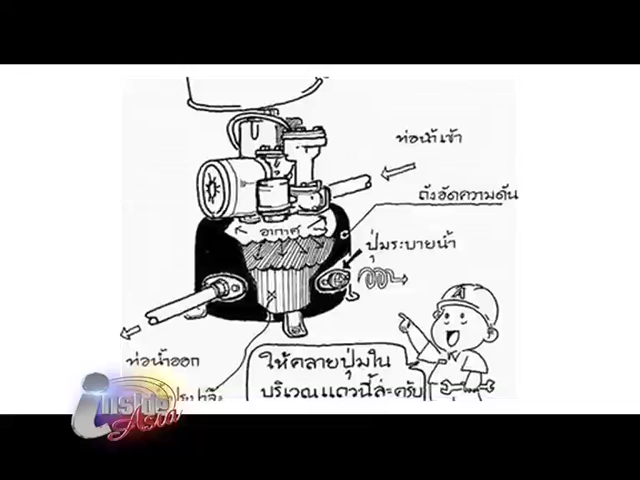 ท่อน้ำเข้า
ถังอัดความดัน
อากาศ
ปุ่มระบายน้ำ
ท่อน้ำออก
ให้คลายปุ่มใน
บริเวณแถวนี้ล่ะครับ
A
inside
Asia